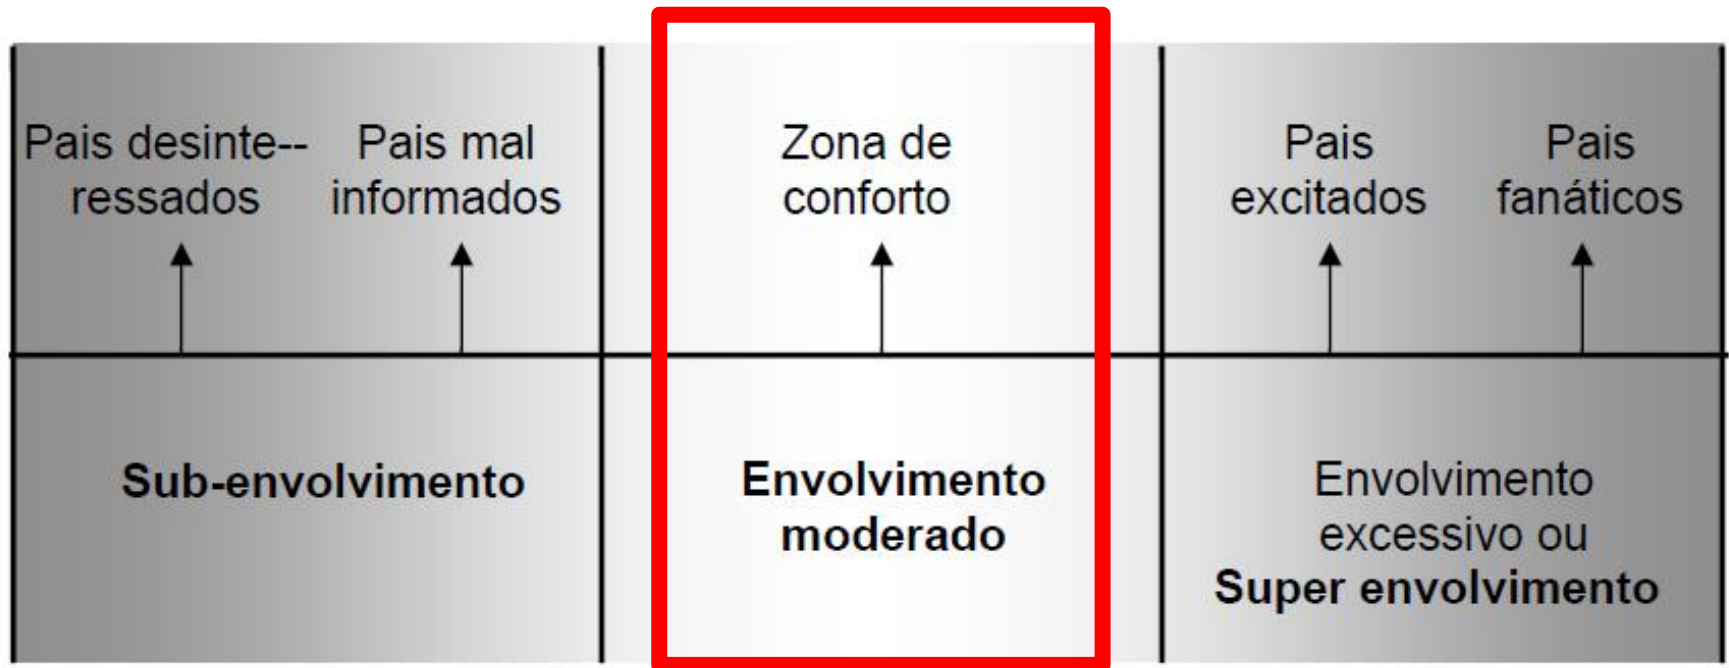 Pais desinte--
ressados
Pais mal
informados
Zona de
conforto
Pais
excitados
Pais
fanáticos
Sub-envolvimento
Envolvimento
moderado
Envolvimento
excessivo ou
Super envolvimento